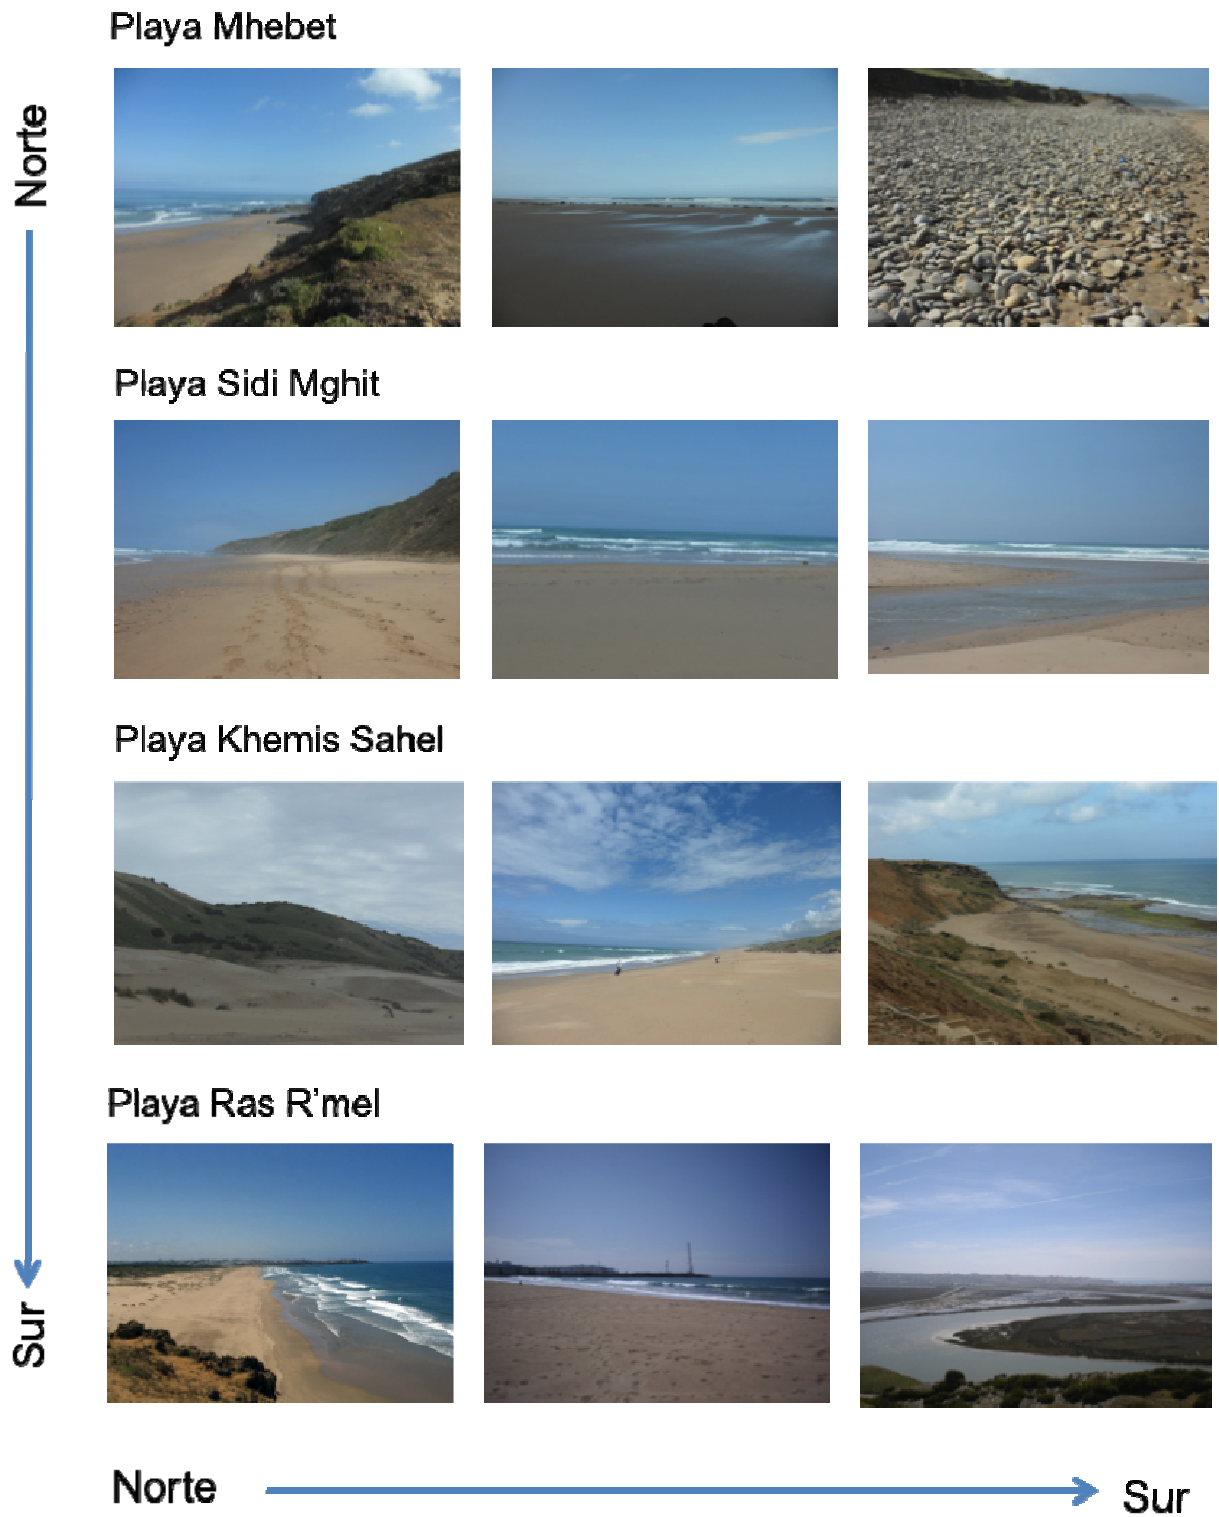 Playa Mhebet
Norte
Playa Sidi Mghit
Playa Khemis Sahel
Playa Ras R’mel
Sur
Norte
Sur